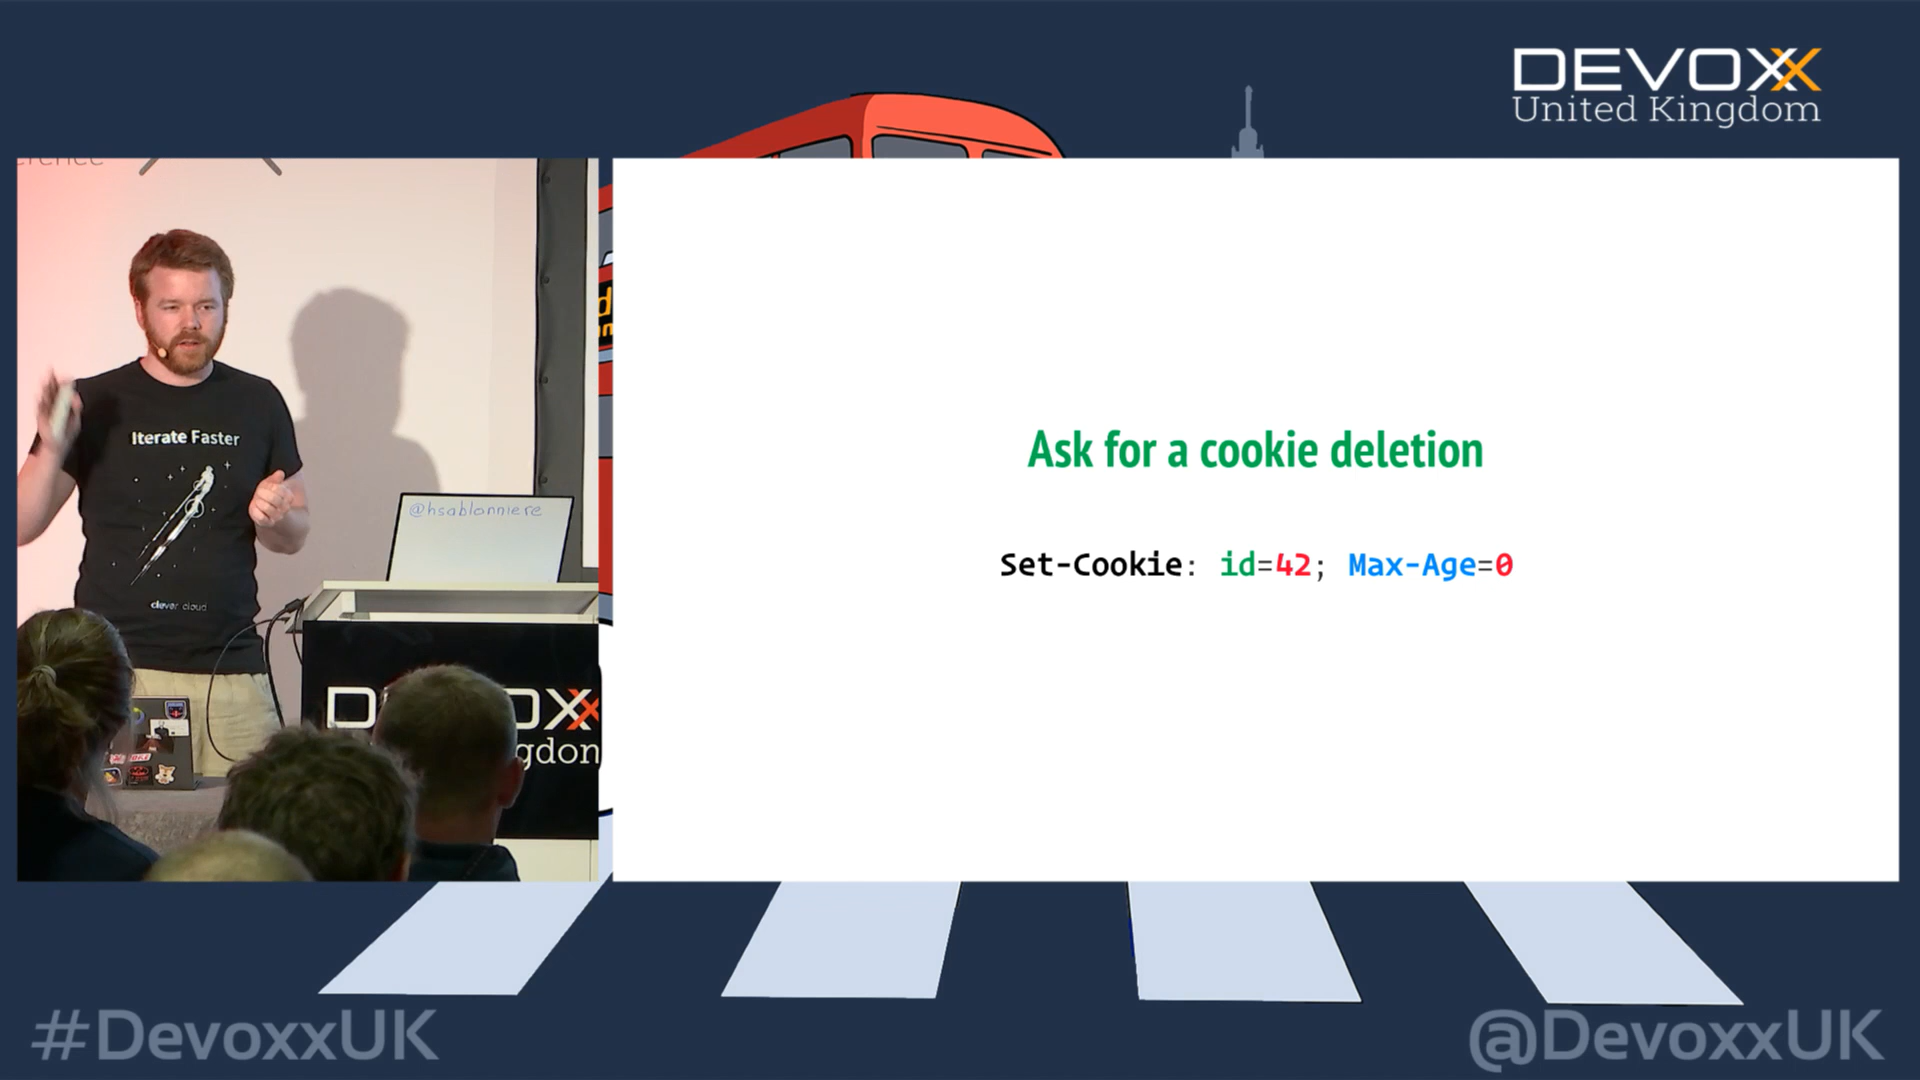 DEVOXX
United Kingdom
Iterate Faster
clever cloud
@hsablonniere
Ask for a cookie deletion
Set-Cookie: id=42; Max-Age=0
#DevoxxUK
@DevoxxUK